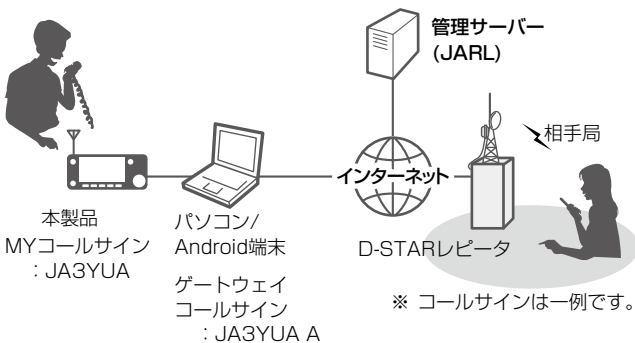 管理サーバー
(JARL)
相手局
インターネット
本製品
MYコールサイン
：JA3YUA
パソコン/
Android端末
D-STARレピータ
ゲートウェイ
コールサイン
：JA3YUA A
※ コールサインは一例です。